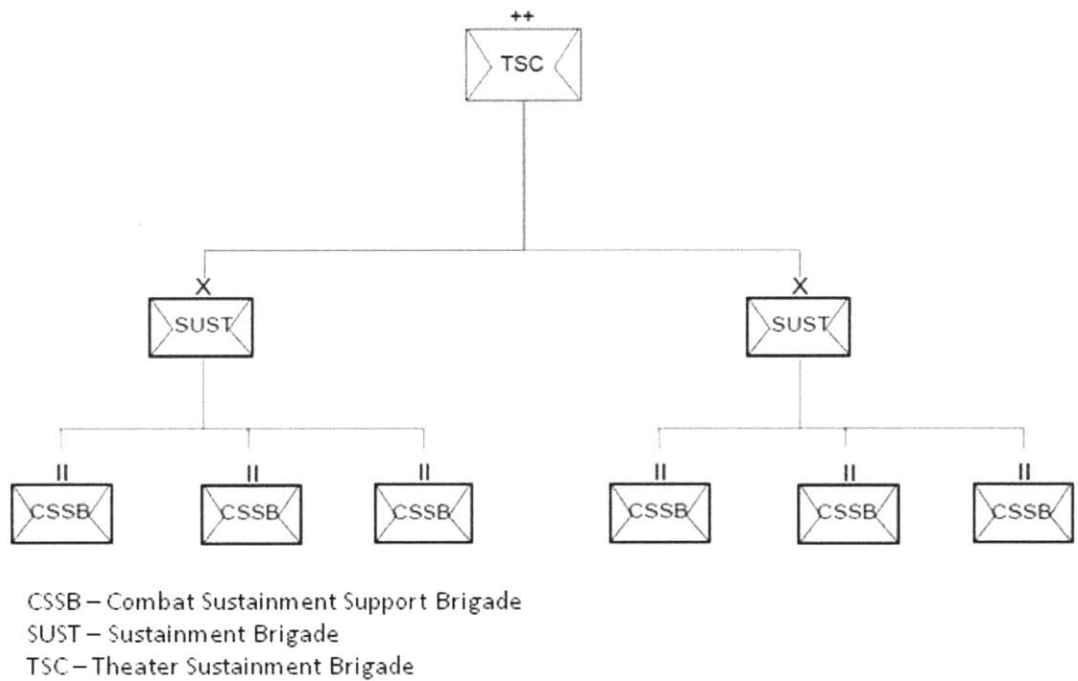 ++
TSC
X X
SUST SUST
II II II II II II
CSSB CSSB CSSB CSSB CSSB CSSB
CSSB – Combat Sustainment Support Brigade
SUST – Sustainment Brigade
TSC – Theater Sustainment Brigade